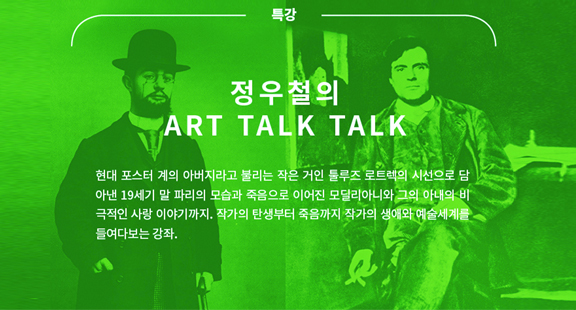 특강
정우철의
ART TALK TALK
현대 포스터 계의 아버지라고 불리는 작은 거인 툴루즈 로트렉의 시선으로 담
아낸 19세기 말 파리의 모습과 죽음으로 이어진 모딜리아니와 그의 아내의 비
극적인 사랑 이야기까지. 작가의 탄생부터 죽음까지 작가의 생애와 예술세계를
들여다보는 강좌.